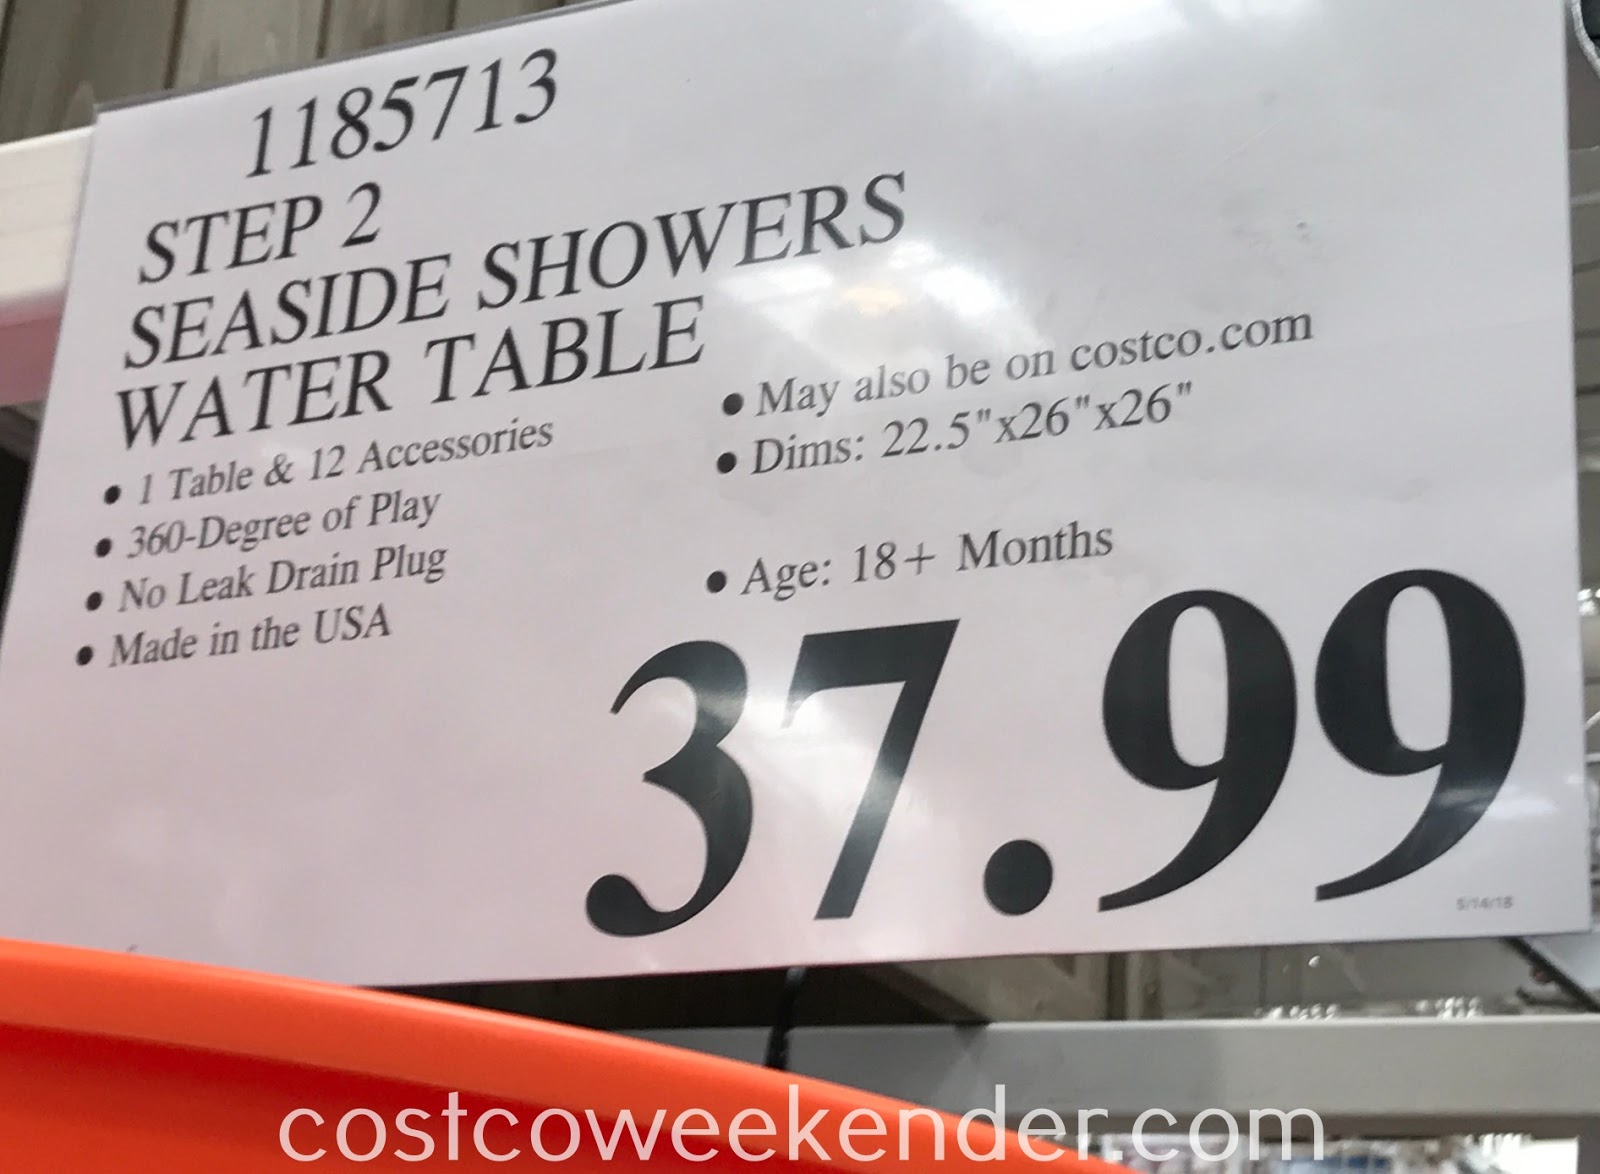 1185713
STEP 2
SEASIDE SHOWERS
WATER TABLE
• 1 Table & 12 Accessories
• 360-Degree of Play
• No Leak Drain Plug
• Made in the USA
• May also be on costco.com
• Dims: 22.5"x26"x26"
• Age: 18+ Months
37.99
5/14/18
costcoweekender.com